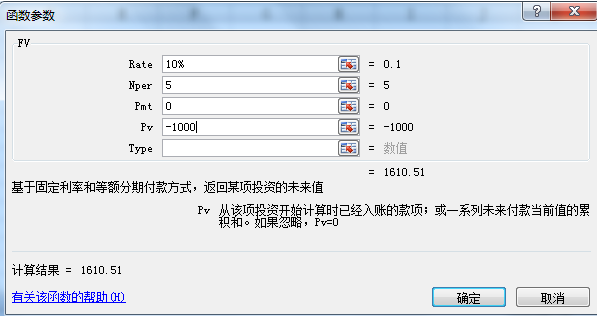 函数参数
FV
Rate 10% = 0.1
Nper 5 = 5
Pmt 0 = 0
Pv -1000 = -1000
Type = 数值
= 1610.51
基于固定利率和等额分期付款方式，返回某项投资的未来值
Pv 从该项投资开始计算时已经入账的款项；或一系列未来付款当前值的累
积和。如果忽略，Pv=0
计算结果 = 1610.51
有关该函数的帮助(H)
确定 取消